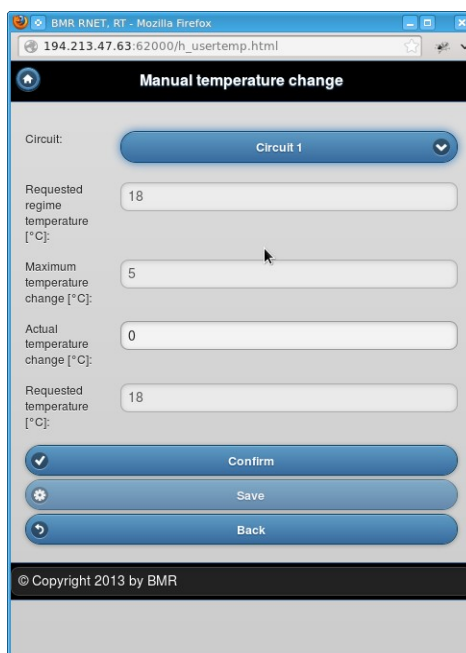 BMR RNET, RT - Mozilla Firefox
194.213.47.63:62000/h_usertemp.html
Manual temperature change
Circuit:
Circuit 1
Requested
regime
temperature
[°C]:
18
Maximum
temperature
change [°C]:
5
Actual
temperature
change [°C]:
0
Requested
temperature
[°C]:
18
Confirm
Save
Back
© Copyright 2013 by BMR